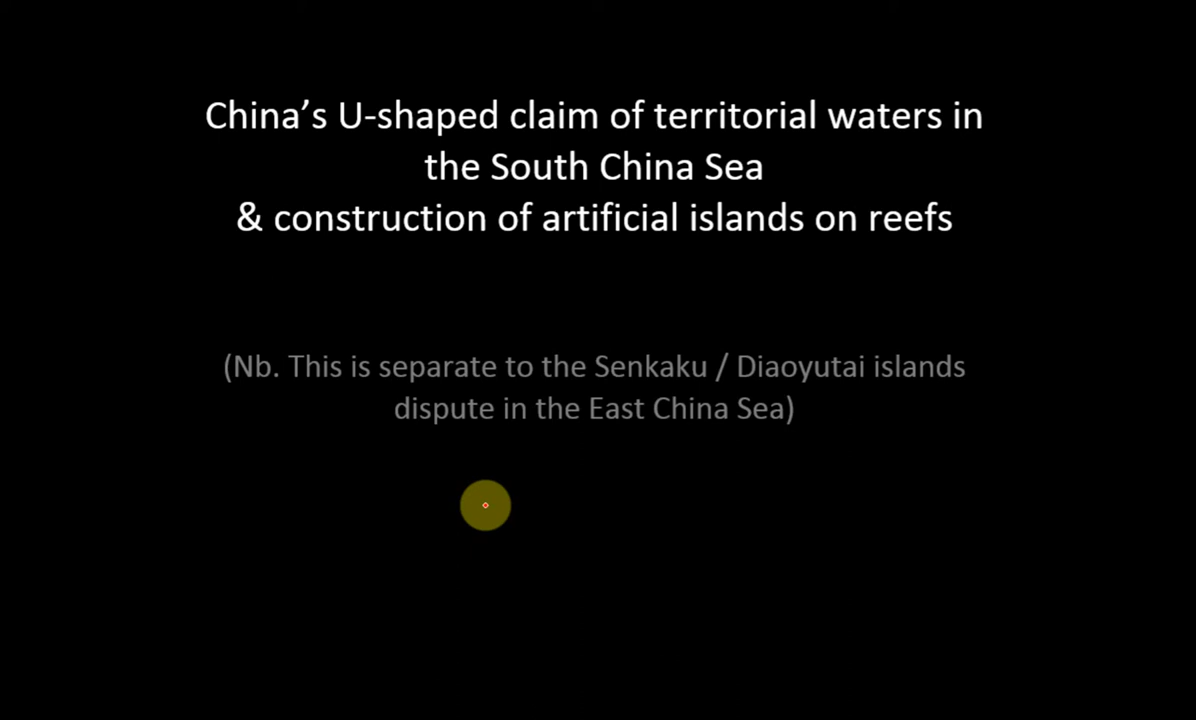 China’s U-shaped claim of territorial waters in
the South China Sea
& construction of artificial islands on reefs
(Nb. This is separate to the Senkaku / Diaoyutai islands
dispute in the East China Sea)